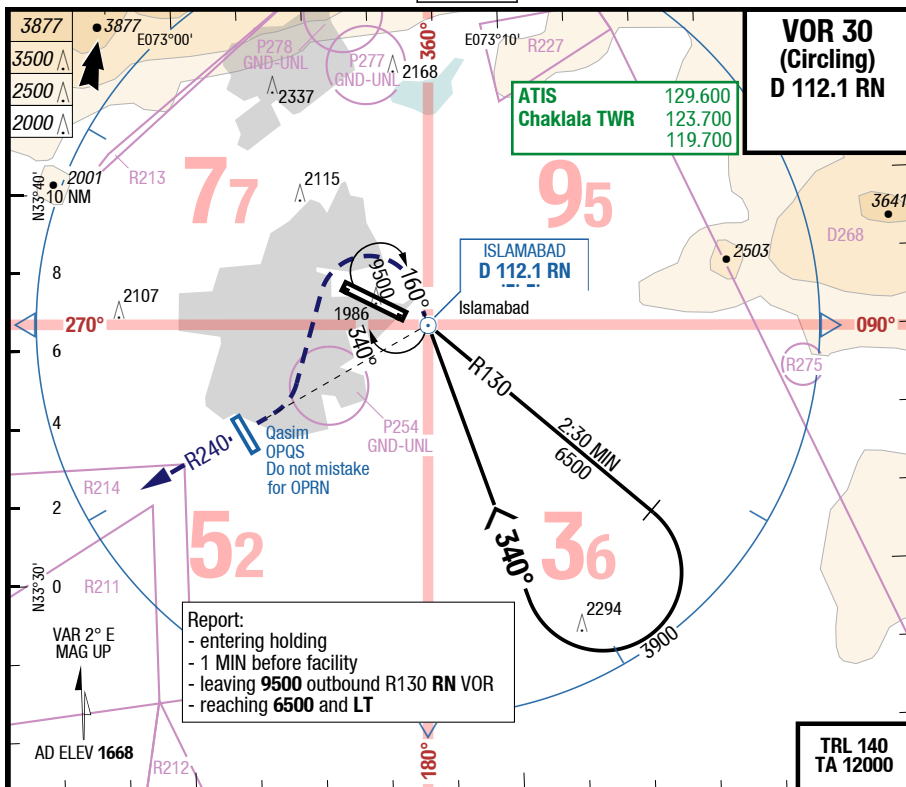 3877
3877
3500
2500
2000
E073°00'
P278
GND-UNL
P277
GND-UNL
2337
2168
360°
E073°10'
R227
VOR 30
(Circling)
D 112.1 RN
ATIS 129.600
Chaklala TWR 123.700
119.700
R213
N33°40'
2001
10 NM
77
2115
95
3641
D268
2503
8
2107
9500
160°
1986
340°
ISLAMABAD
D 112.1 RN
Islamabad
270°
090°
6
R130
R275
4
P254
GND-UNL
2:30 MIN
6500
R240
Qasim
OPQS
Do not mistake
for OPRN
R214
2
52
36
340°
R211
N33°30'
0
2294
3900
VAR 2° E
MAG UP
Report:
- entering holding
- 1 MIN before facility
- leaving 9500 outbound R130 RN VOR
- reaching 6500 and LT
AD ELEV 1668
R212
180°
TRL 140
TA 12000